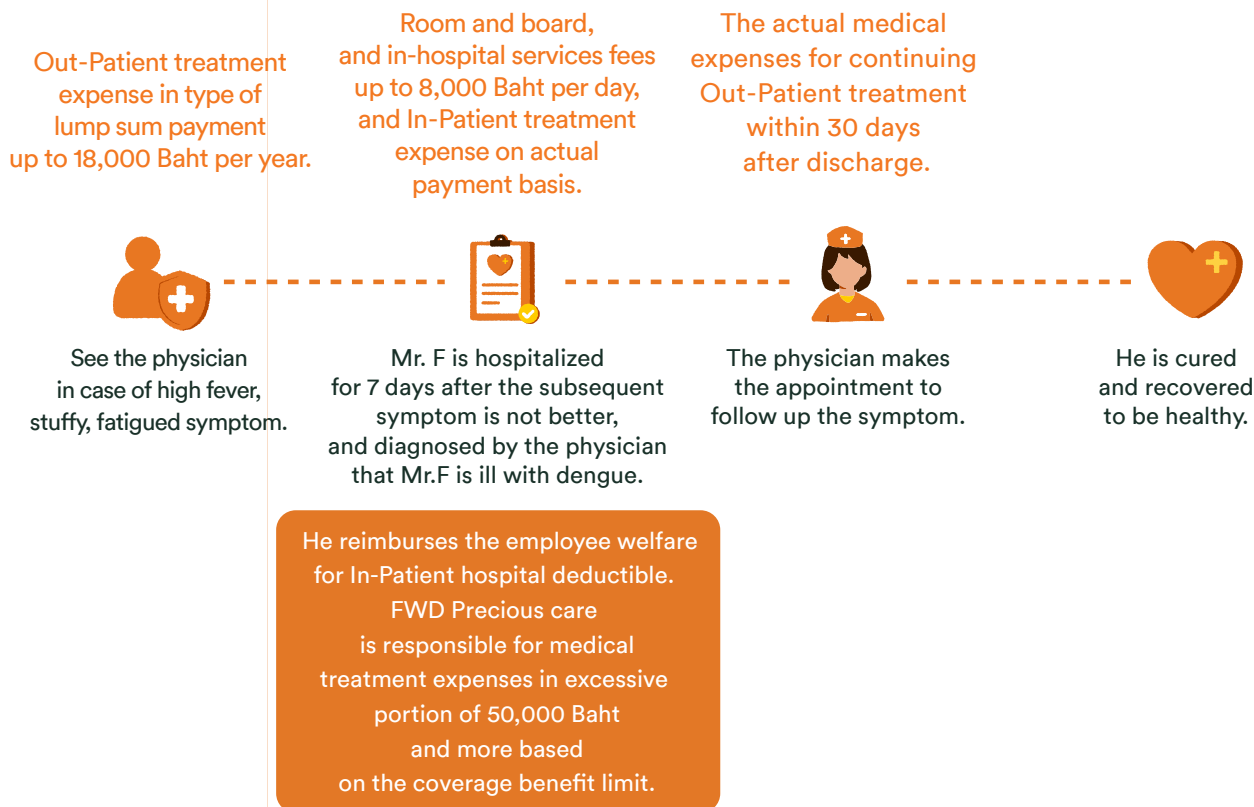 Out-Patient treatment
expense in type of
lump sum payment
up to 18,000 Baht per year.
Room and board,
and in-hospital services fees
up to 8,000 Baht per day,
and In-Patient treatment
expense on actual
payment basis.
The actual medical
expenses for continuing
Out-Patient treatment
within 30 days
after discharge.
See the physician
in case of high fever,
stuffy, fatigued symptom.
Mr. F is hospitalized
for 7 days after the subsequent
symptom is not better,
and diagnosed by the physician
that Mr.F is ill with dengue.
The physician makes
the appointment to
follow up the symptom.
He is cured
and recovered
to be healthy.
He reimburses the employee welfare
for In-Patient hospital deductible.
FWD Precious care
is responsible for medical
treatment expenses in excessive
portion of 50,000 Baht
and more based
on the coverage benefit limit.